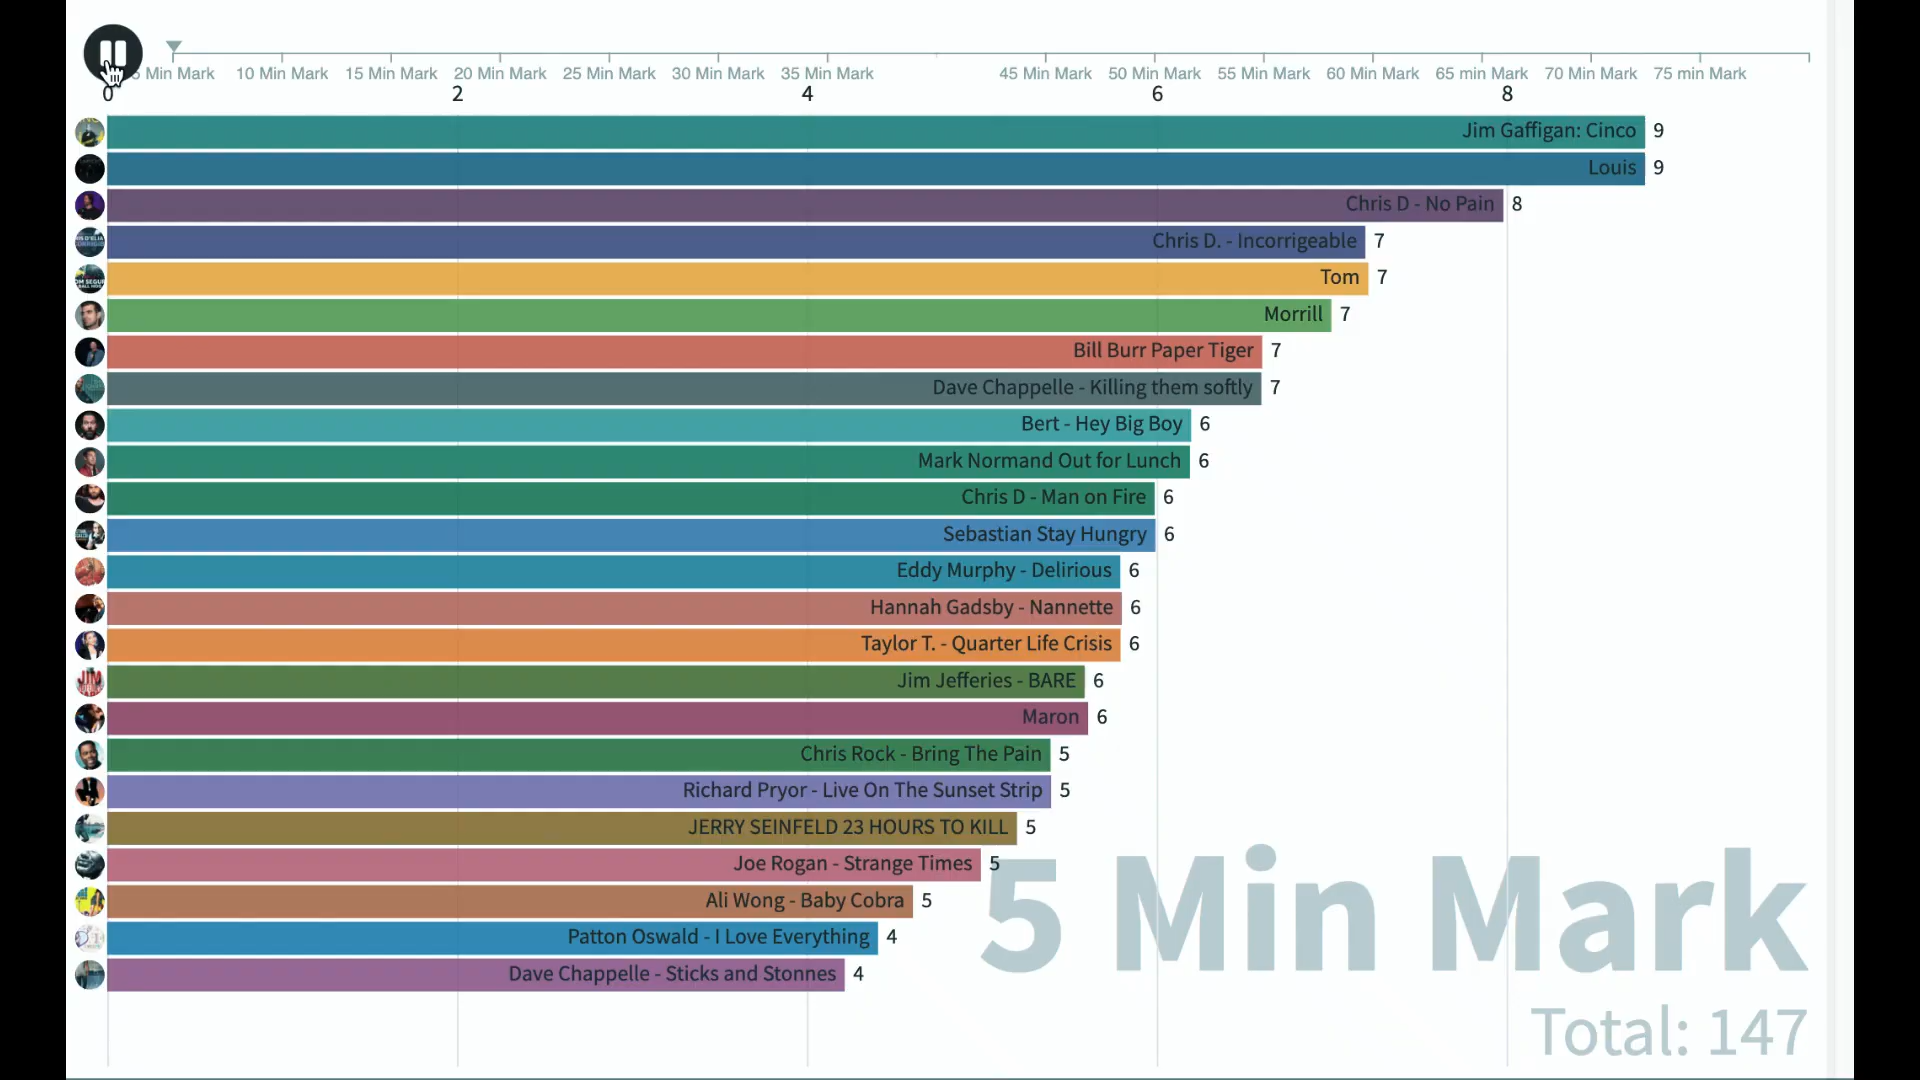 5 Min Mark 10 Min Mark 15 Min Mark 20 Min Mark 25 Min Mark 30 Min Mark 35 Min Mark 45 Min Mark 50 Min Mark 55 Min Mark 60 Min Mark 65 min Mark 70 Min Mark 75 min Mark
0 2 4 6 8
Jim Gaffigan: Cinco 9
Louis 9
Chris D - No Pain 8
Chris D. - Incorrigeable 7
Tom 7
Morrill 7
Bill Burr Paper Tiger 7
Dave Chappelle - Killing them softly 7
Bert - Hey Big Boy 6
Mark Normand Out for Lunch 6
Chris D - Man on Fire 6
Sebastian Stay Hungry 6
Eddy Murphy - Delirious 6
Hannah Gadsby - Nannette 6
Taylor T. - Quarter Life Crisis 6
Jim Jefferies - BARE 6
Maron 6
Chris Rock - Bring The Pain 5
Richard Pryor - Live On The Sunset Strip 5
JERRY SEINFELD 23 HOURS TO KILL 5
Joe Rogan - Strange Times 5
Ali Wong - Baby Cobra 5
Patton Oswald - I Love Everything 4
Dave Chappelle - Sticks and Stonnes 4
5 Min Mark
Total: 147